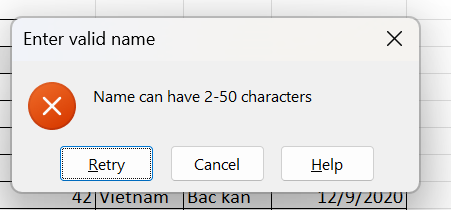 Enter valid name
Name can have 2-50 characters
Retry Cancel Help
42 Vietnam Bac kan 12/9/2020